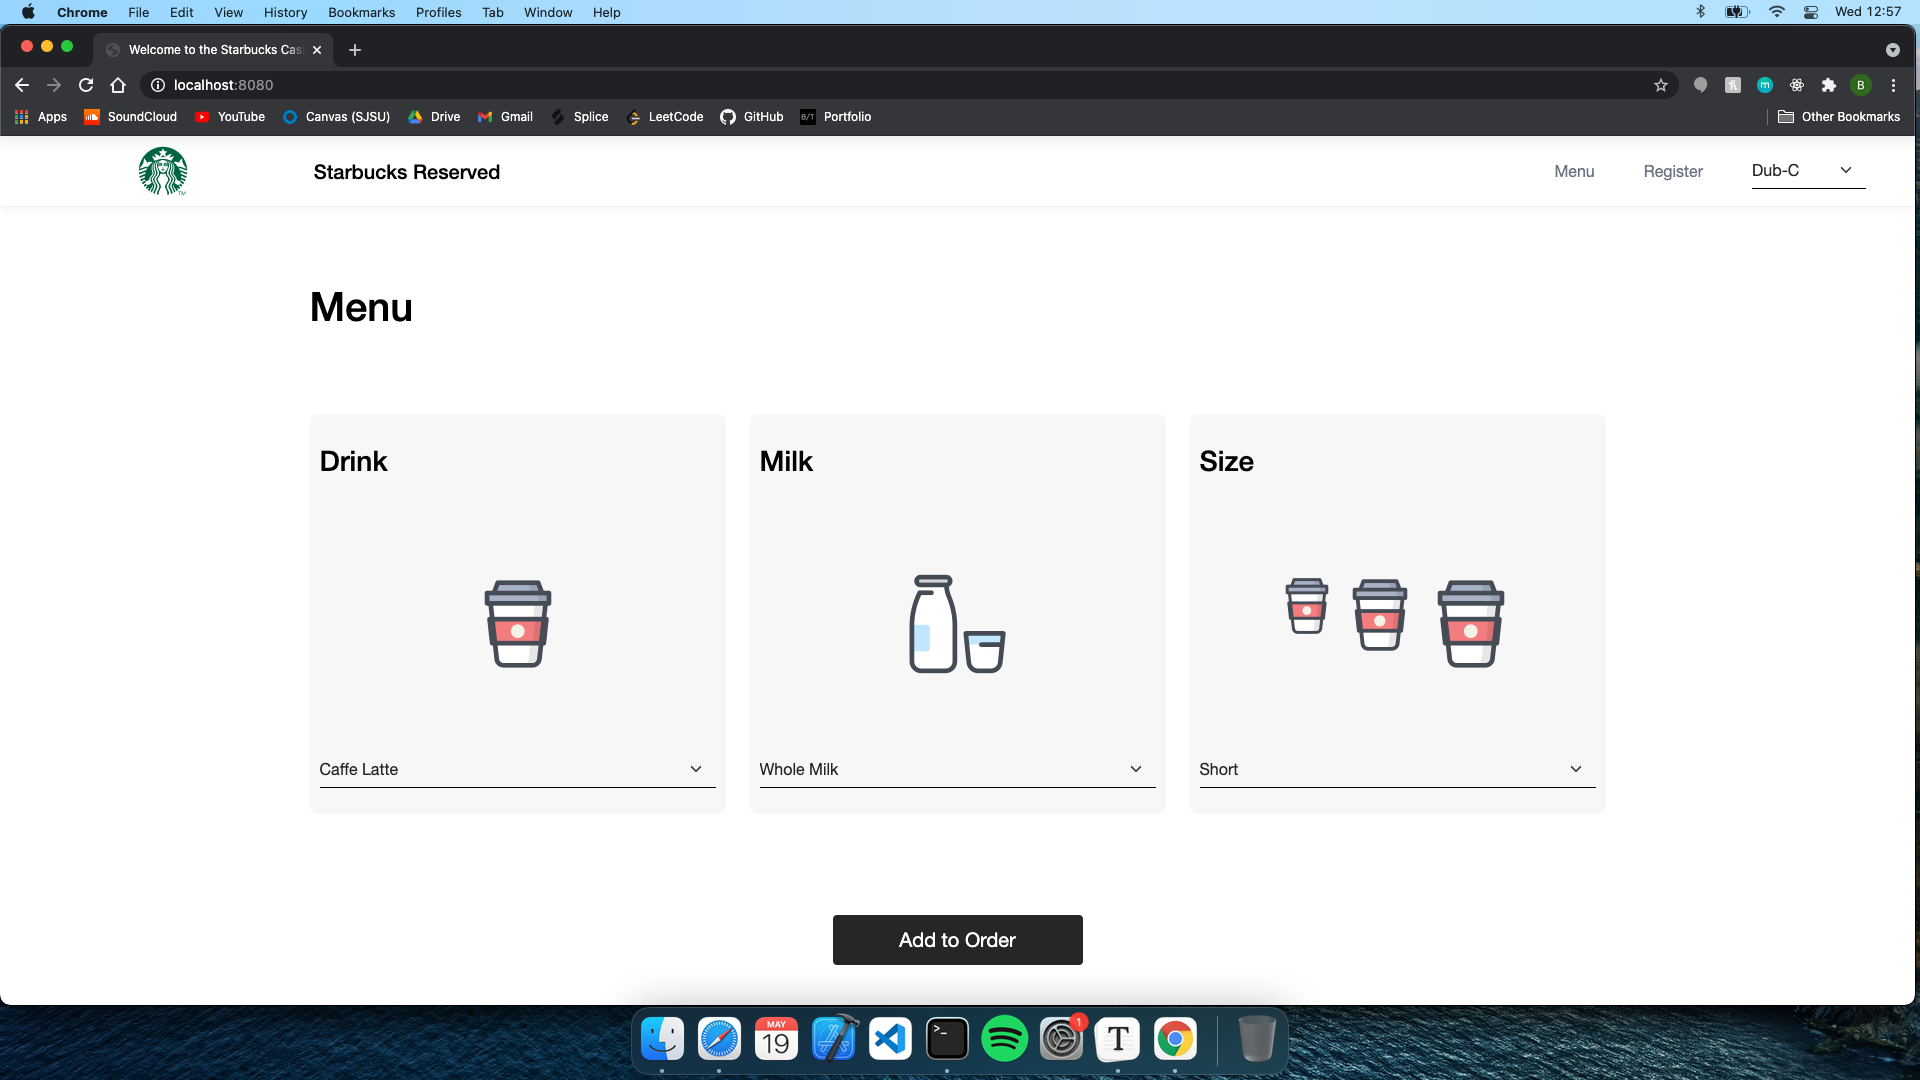 Chrome File Edit View History Bookmarks Profiles Tab Window Help Wed 12:57
Welcome to the Starbucks Cas
localhost:8080 m B
Apps SoundCloud YouTube Canvas (SJSU) Drive Gmail Splice LeetCode GitHub B/T Portfolio Other Bookmarks
Starbucks Reserved Menu Register Dub-C
TM
Menu
Drink Milk Size
Caffe Latte Whole Milk Short
Add to Order
MAY
19
>_
1
T